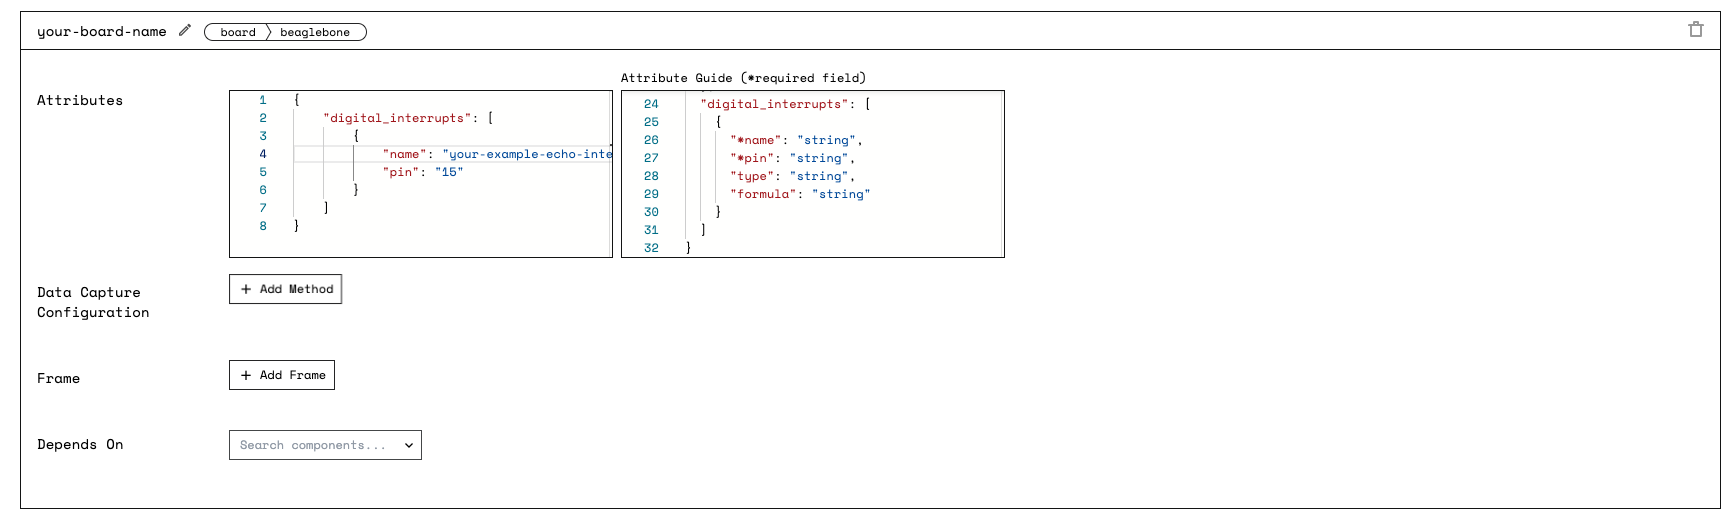 your-board-name board beaglebone
Attributes
1 {
2 "digital_interrupts": [
3 {
4 "name": "your-example-echo-inte
5 "pin": "15"
6 }
7 ]
8 }
Attribute Guide (*required field)
24 "digital_interrupts": [
25 {
26 "*name": "string",
27 "*pin": "string",
28 "type": "string",
29 "formula": "string"
30 }
31 ]
32 }
Data Capture
Configuration
+ Add Method
Frame
+ Add Frame
Depends On
Search components...